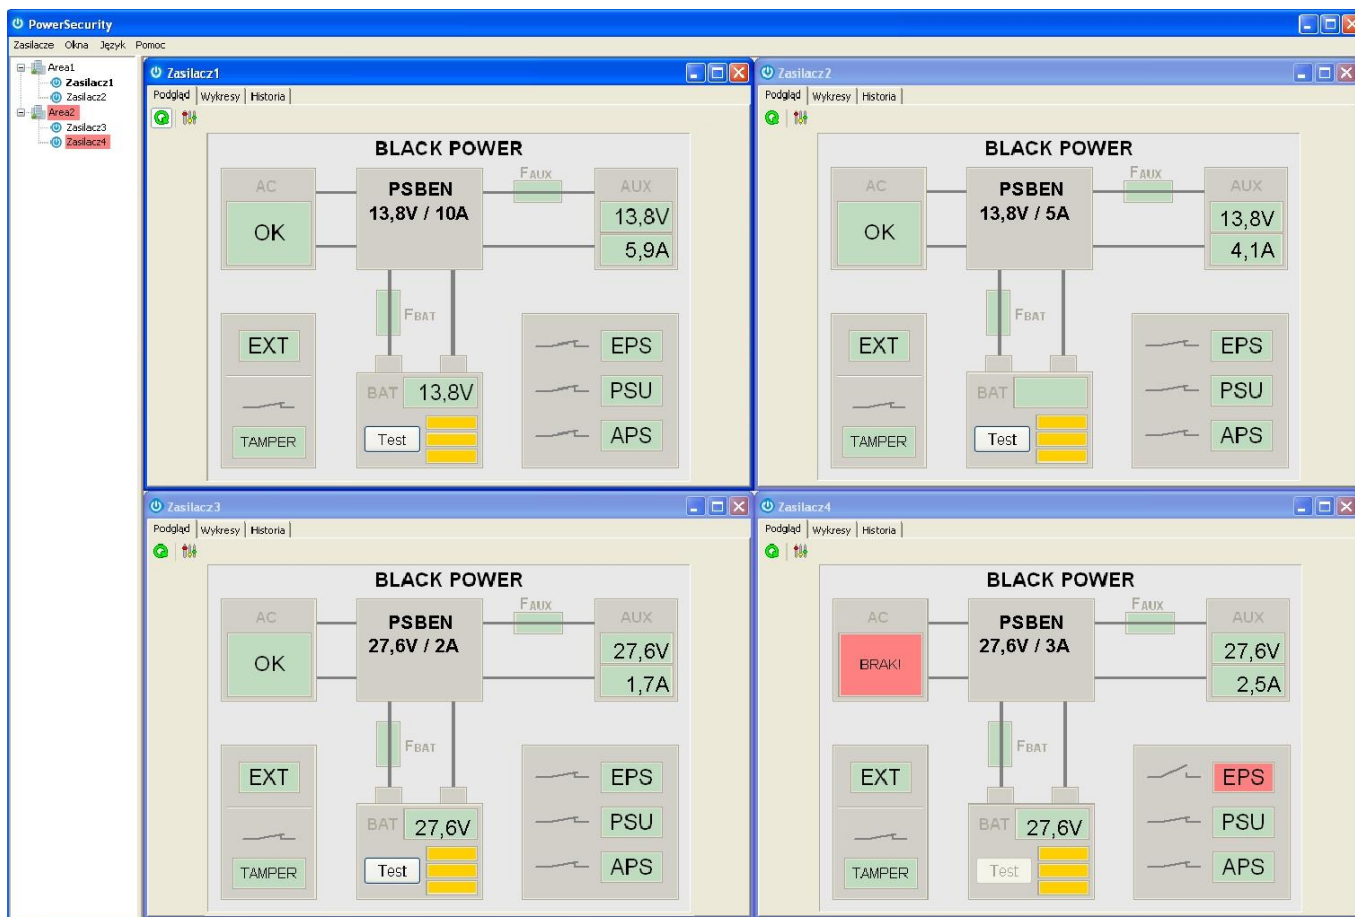 PowerSecurity
Zasilacze Okna Język Pomoc
Area1
Zasilacz1
Zasilacz2
Area2
Zasilacz3
Zasilacz4
Zasilacz1
Podgląd Wykresy Historia
BLACK POWER
AC
OK
PSBEN
13,8V / 10A
FAUX
AUX
13,8V
5,9A
FBAT
EXT
TAMPER
BAT 13,8V
Test
EPS
PSU
APS
Zasilacz2
Podgląd Wykresy Historia
BLACK POWER
AC
OK
PSBEN
13,8V / 5A
FAUX
AUX
13,8V
4,1A
FBAT
EXT
TAMPER
BAT
Test
EPS
PSU
APS
Zasilacz3
Podgląd Wykresy Historia
BLACK POWER
AC
OK
PSBEN
27,6V / 2A
FAUX
AUX
27,6V
1,7A
FBAT
EXT
TAMPER
BAT 27,6V
Test
EPS
PSU
APS
Zasilacz4
Podgląd Wykresy Historia
BLACK POWER
AC
BRAK!
PSBEN
27,6V / 3A
FAUX
AUX
27,6V
2,5A
FBAT
EXT
TAMPER
BAT 27,6V
Test
EPS
PSU
APS